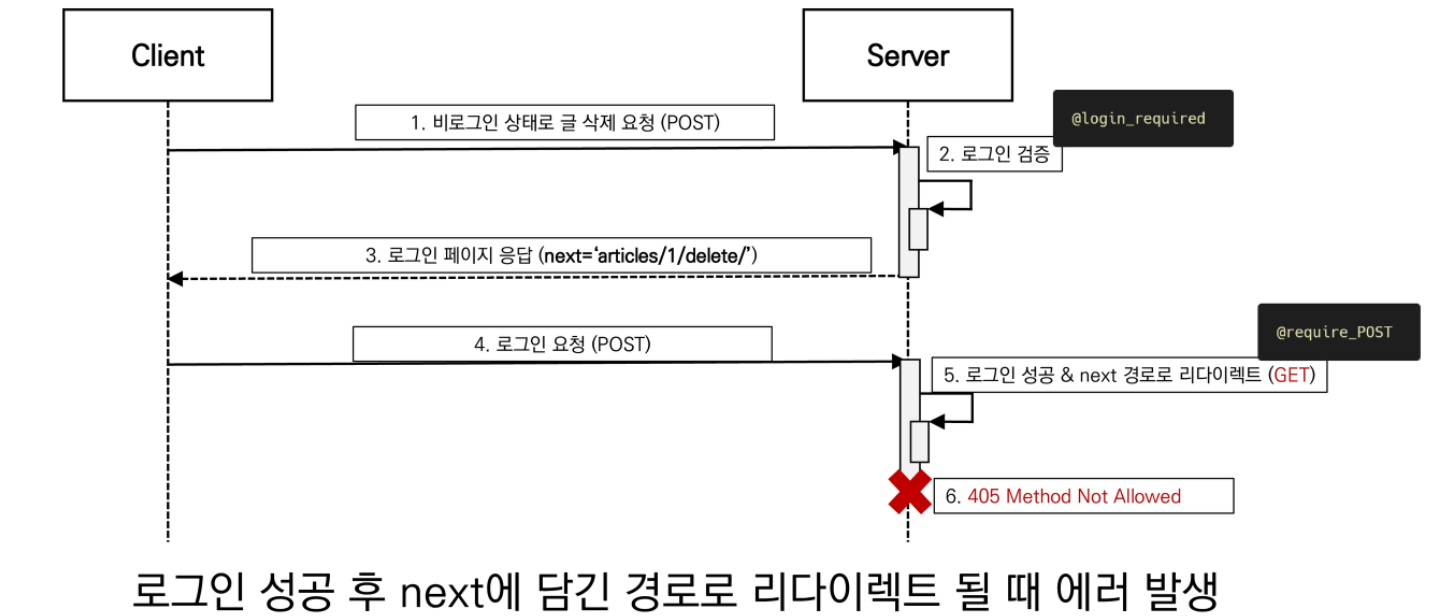 Client
Server
1. 비로그인 상태로 글 삭제 요청 (POST)
@login_required
2. 로그인 검증
3. 로그인 페이지 응답 (next=‘articles/1/delete/’)
4. 로그인 요청 (POST)
@require_POST
5. 로그인 성공 & next 경로로 리다이렉트 (GET)
6. 405 Method Not Allowed
로그인 성공 후 next에 담긴 경로로 리다이렉트 될 때 에러 발생